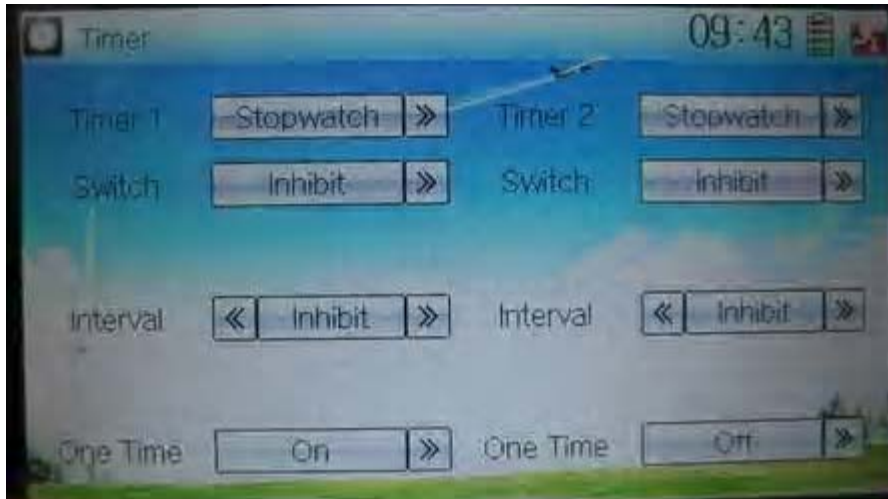 Timer 09:43
Timer 1 Stopwatch » Timer 2 Stopwatch »
Switch Inhibit » Switch Inhibit »
Interval « Inhibit » Interval « Inhibit »
One Time On » One Time Off »